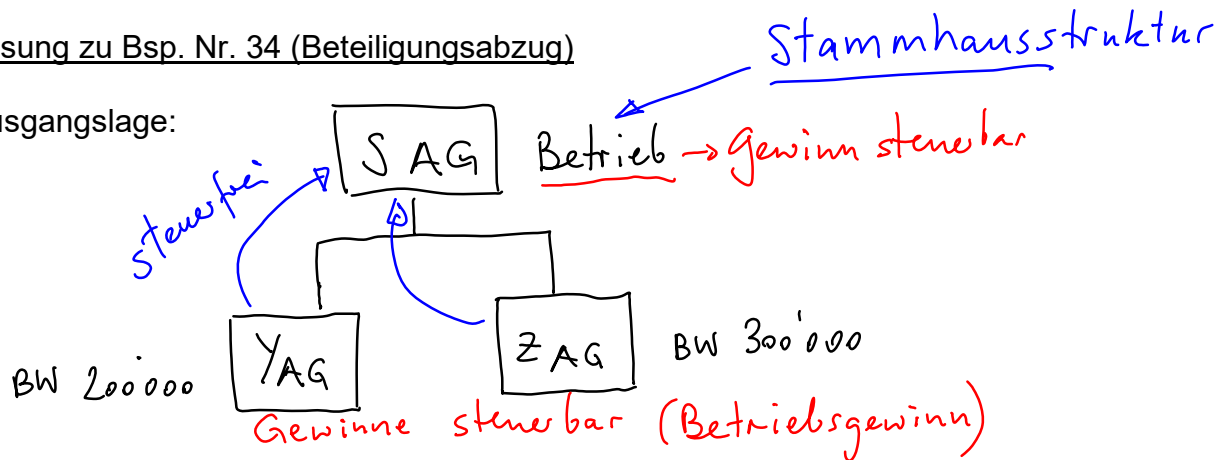 sung zu Bsp. Nr. 34 (Beteiligungsabzug)
Stammhausstruktur
usgangslage:
S AG
Betrieb → Gewinn steuerbar
steuerfrei
BW 200'000
Y AG
Z AG
BW 300'000
Gewinne steuerbar (Betriebsgewinn)